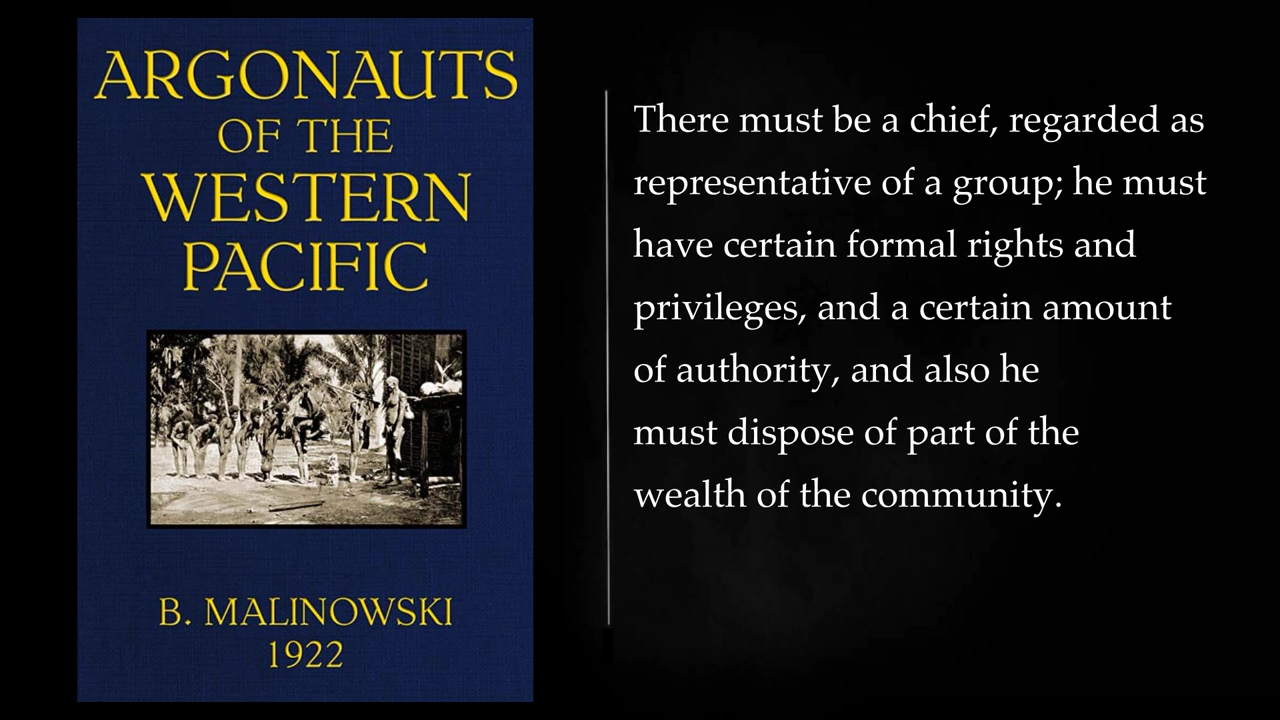 ARGONAUTS
OF THE
WESTERN
PACIFIC
B. MALINOWSKI
1922
There must be a chief, regarded as
representative of a group; he must
have certain formal rights and
privileges, and a certain amount
of authority, and also he
must dispose of part of the
wealth of the community.